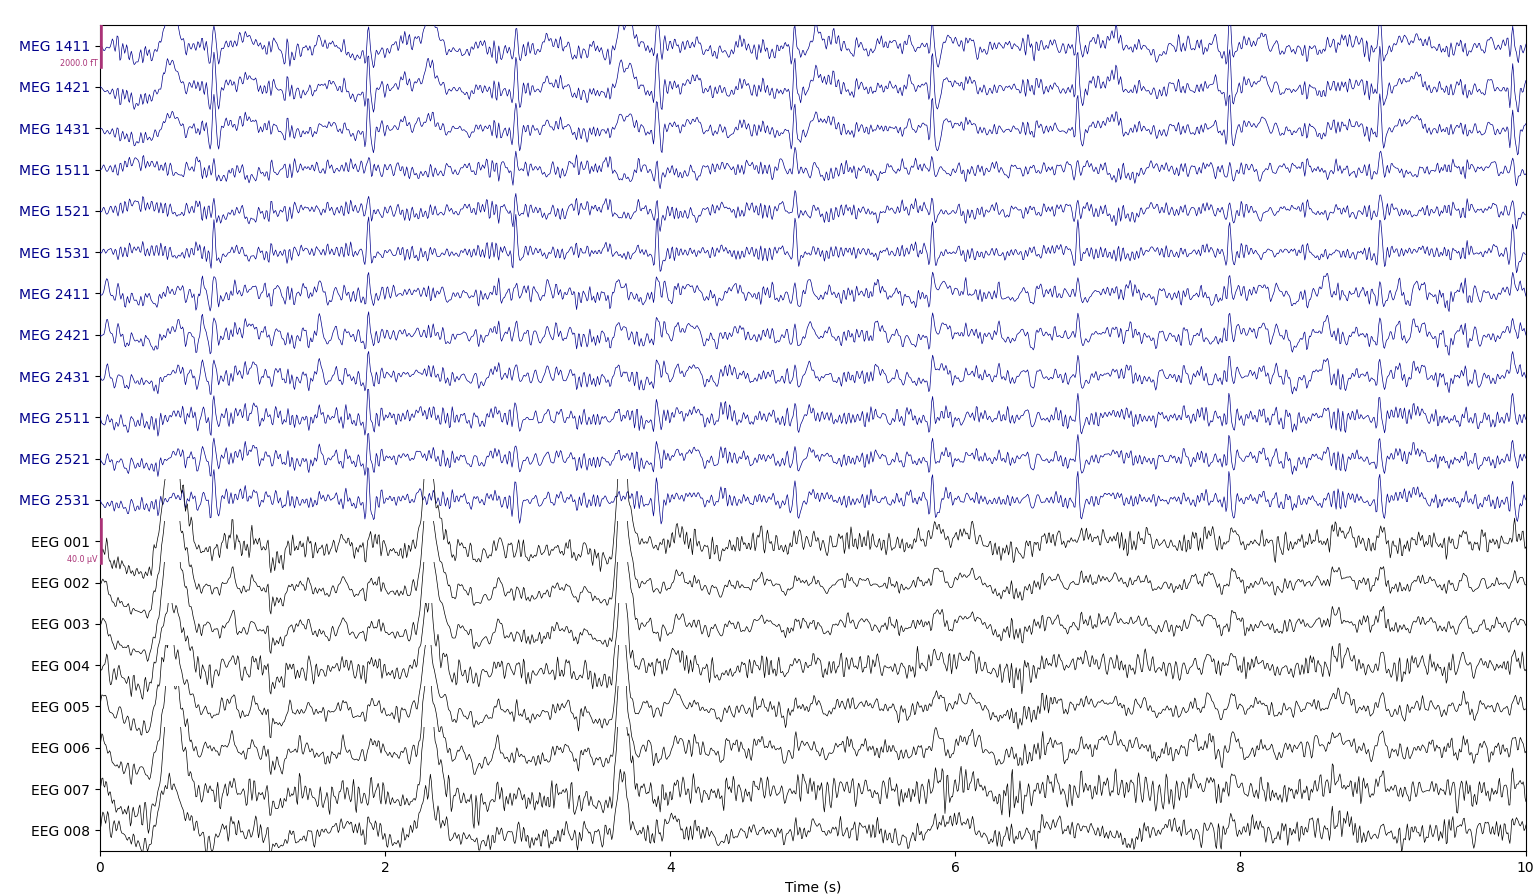 MEG 1411
2000.0 fT
MEG 1421
MEG 1431
MEG 1511
MEG 1521
MEG 1531
MEG 2411
MEG 2421
MEG 2431
MEG 2511
MEG 2521
MEG 2531
EEG 001
40.0 µV
EEG 002
EEG 003
EEG 004
EEG 005
EEG 006
EEG 007
EEG 008
0 2 4 6 8 10
Time (s)